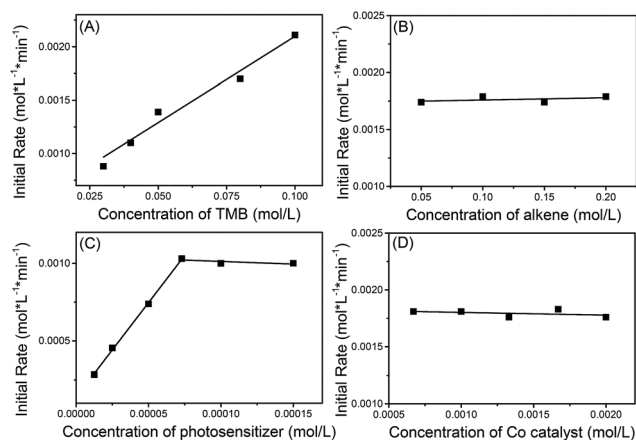 (A)
Initial Rate (mol*L⁻¹*min⁻¹)
0.0020
0.0015
0.0010
0.025 0.050 0.075 0.100
Concentration of TMB (mol/L)
(B)
Initial Rate (mol*L⁻¹*min⁻¹)
0.0025
0.0020
0.0015
0.0010
0.05 0.10 0.15 0.20
Concentration of alkene (mol/L)
(C)
Initial Rate (mol*L⁻¹*min⁻¹)
0.0010
0.0005
0.00000 0.00005 0.00010 0.00015
Concentration of photosensitizer (mol/L)
(D)
Initial Rate (mol*L⁻¹*min⁻¹)
0.0025
0.0020
0.0015
0.0010
0.0005 0.0010 0.0015 0.0020
Concentration of Co catalyst (mol/L)